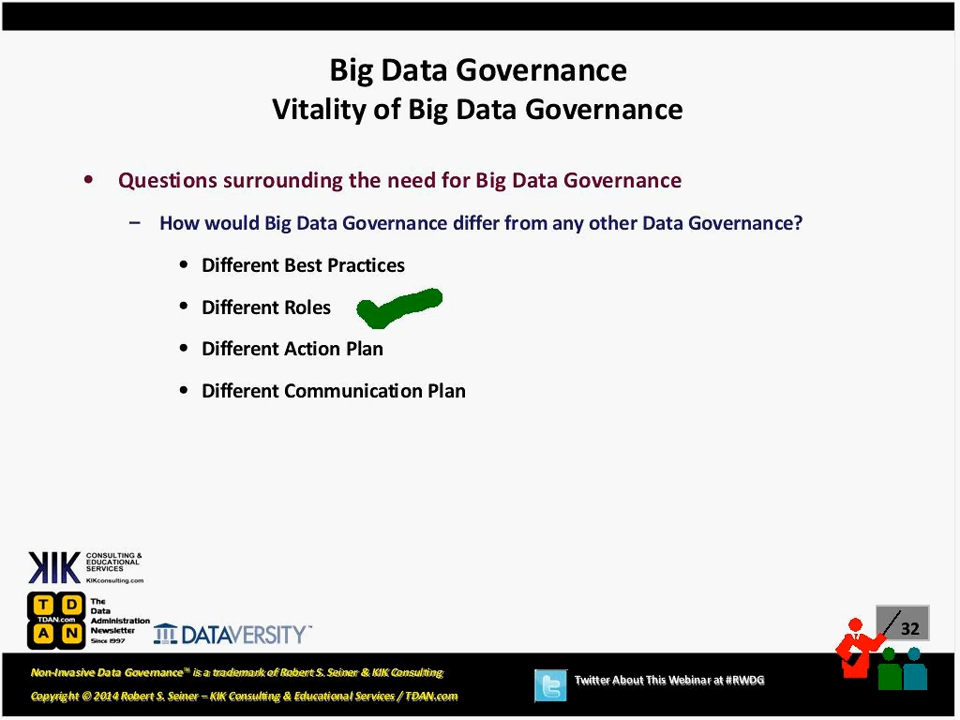 Big Data Governance
Vitality of Big Data Governance
• Questions surrounding the need for Big Data Governance
– How would Big Data Governance differ from any other Data Governance?
• Different Best Practices
• Different Roles
• Different Action Plan
• Different Communication Plan
KIK CONSULTING &
EDUCATIONAL
SERVICES
KIKconsulting.com
T D
TDAN.com
A N
The
Data
Administration
Newsletter
Since 1997
DATAVERSITY™
32
Non-Invasive Data Governance™ is a trademark of Robert S. Seiner & KIK Consulting
Copyright © 2014 Robert S. Seiner – KIK Consulting & Educational Services / TDAN.com
Twitter About This Webinar at #RWDG